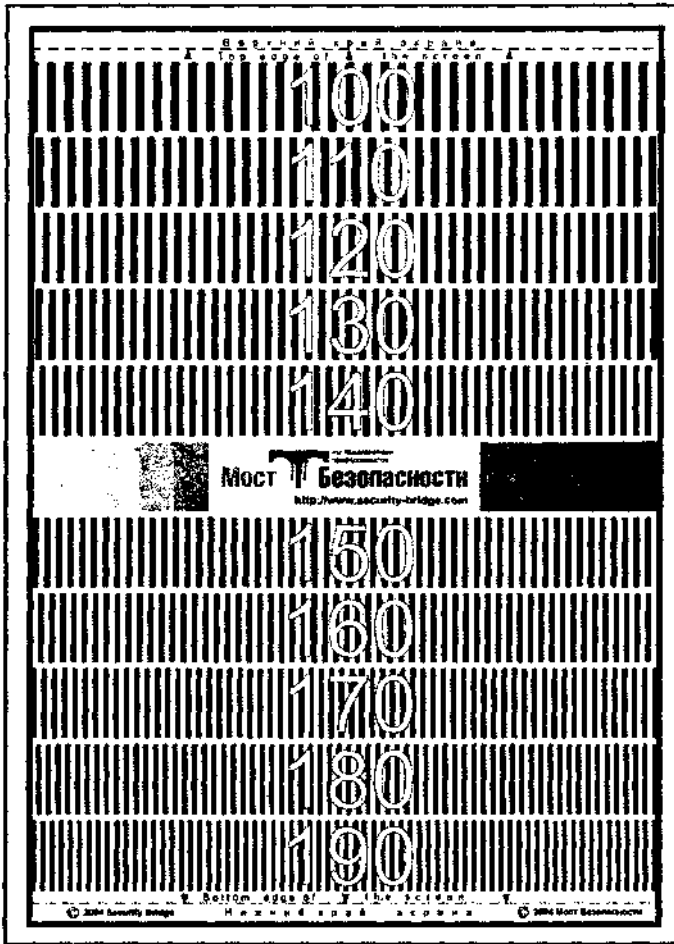 Верхний край экрана
Top edge of the screen
100
110
120
130
140
Мост Безопасности
http://www.security-bridge.com
150
160
170
180
190
Bottom edge of the screen
Нижний край экрана
© 2004 Security Bridge
© 2004 Мост Безопасности